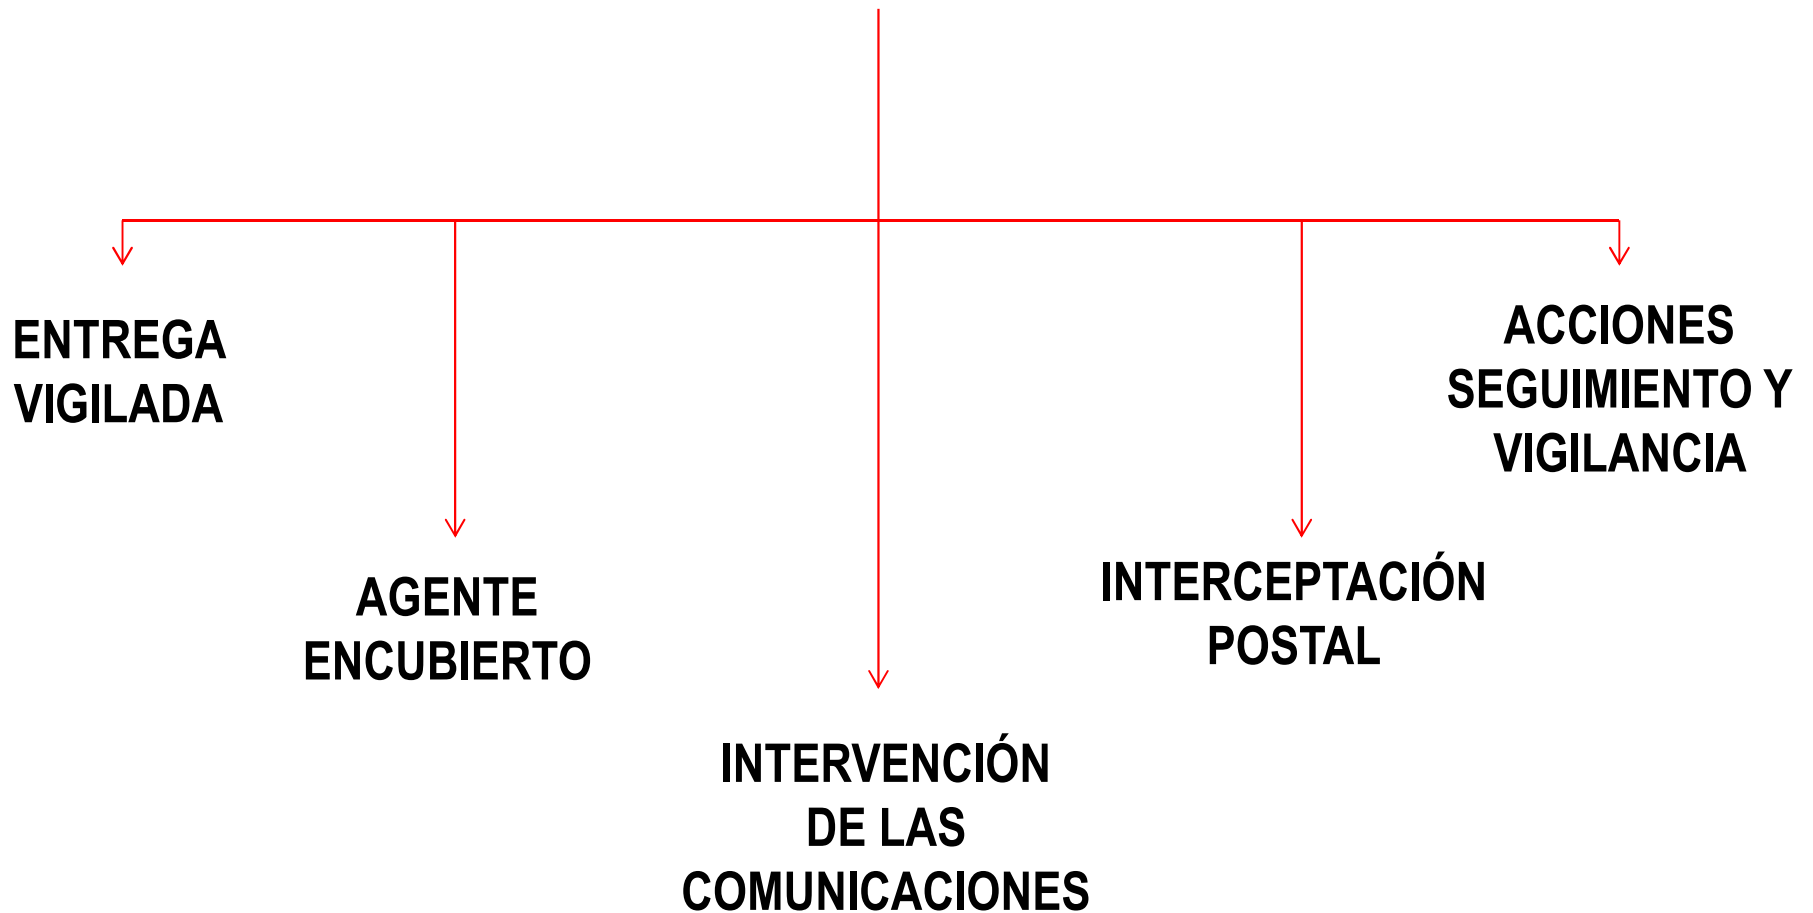 ENTREGA
VIGILADA
AGENTE
ENCUBIERTO
INTERVENCIÓN
DE LAS
COMUNICACIONES
INTERCEPTACIÓN
POSTAL
ACCIONES
SEGUIMIENTO Y
VIGILANCIA